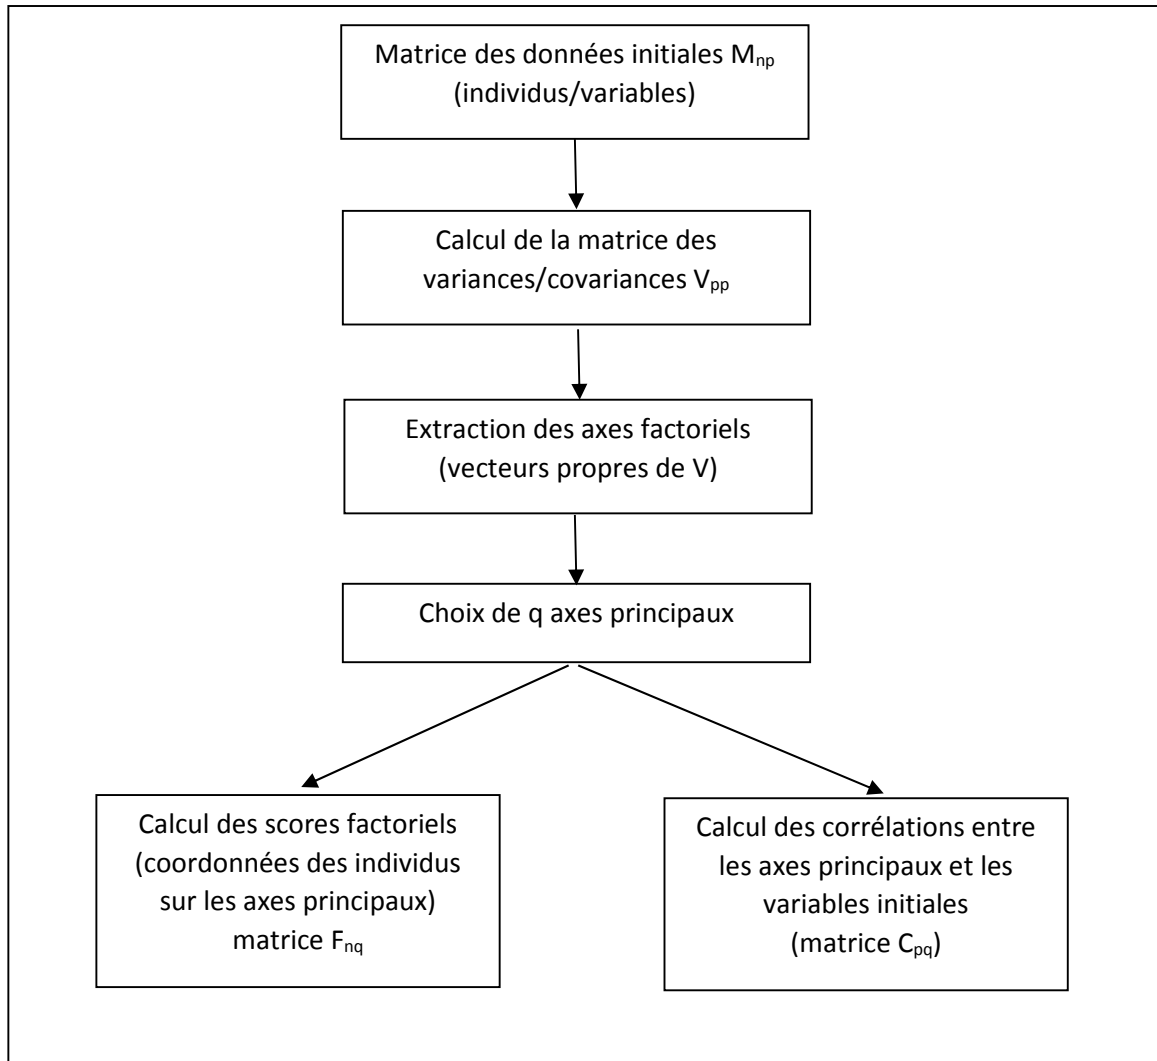 Matrice des données initiales Mnp
(individus/variables)
Calcul de la matrice des
variances/covariances Vpp
Extraction des axes factoriels
(vecteurs propres de V)
Choix de q axes principaux
Calcul des scores factoriels
(coordonnées des individus
sur les axes principaux)
matrice Fnq
Calcul des corrélations entre
les axes principaux et les
variables initiales
(matrice Cpq)